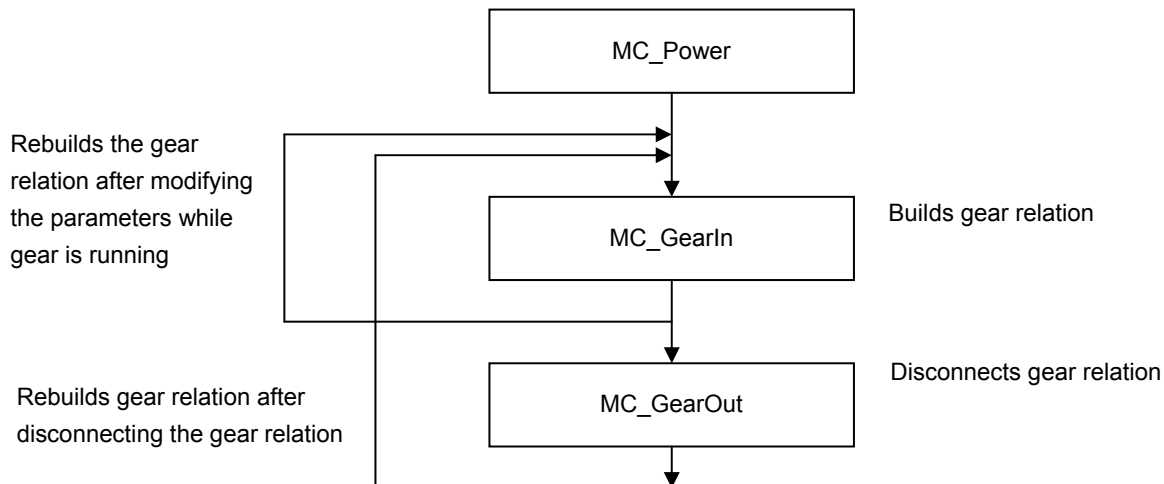 MC_Power
Rebuilds the gear
relation after modifying
the parameters while
gear is running
MC_GearIn
Builds gear relation
Disconnects gear relation
MC_GearOut
Rebuilds gear relation after
disconnecting the gear relation